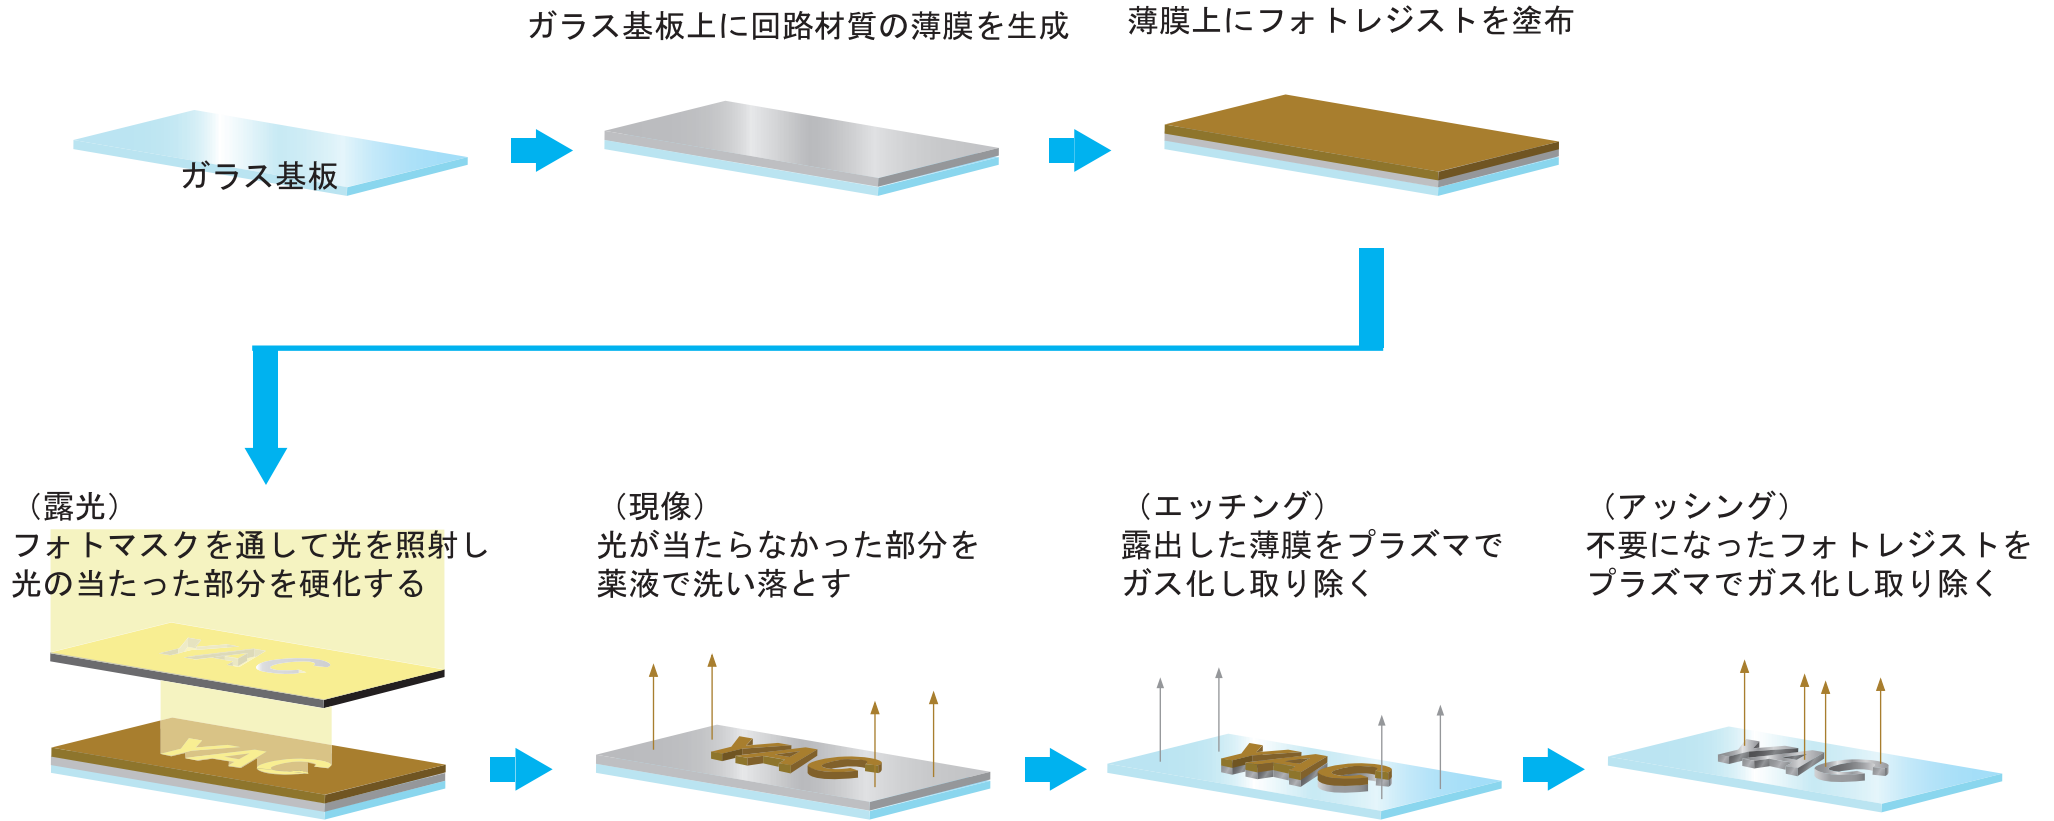 ガラス基板
ガラス基板上に回路材質の薄膜を生成
薄膜上にフォトレジストを塗布
（露光）
フォトマスクを通して光を照射し
光の当たった部分を硬化する
YAC
YAC
（現像）
光が当たらなかった部分を
薬液で洗い落とす
YAC
（エッチング）
露出した薄膜をプラズマで
ガス化し取り除く
YAC
（アッシング）
不要になったフォトレジストを
プラズマでガス化し取り除く
YAC